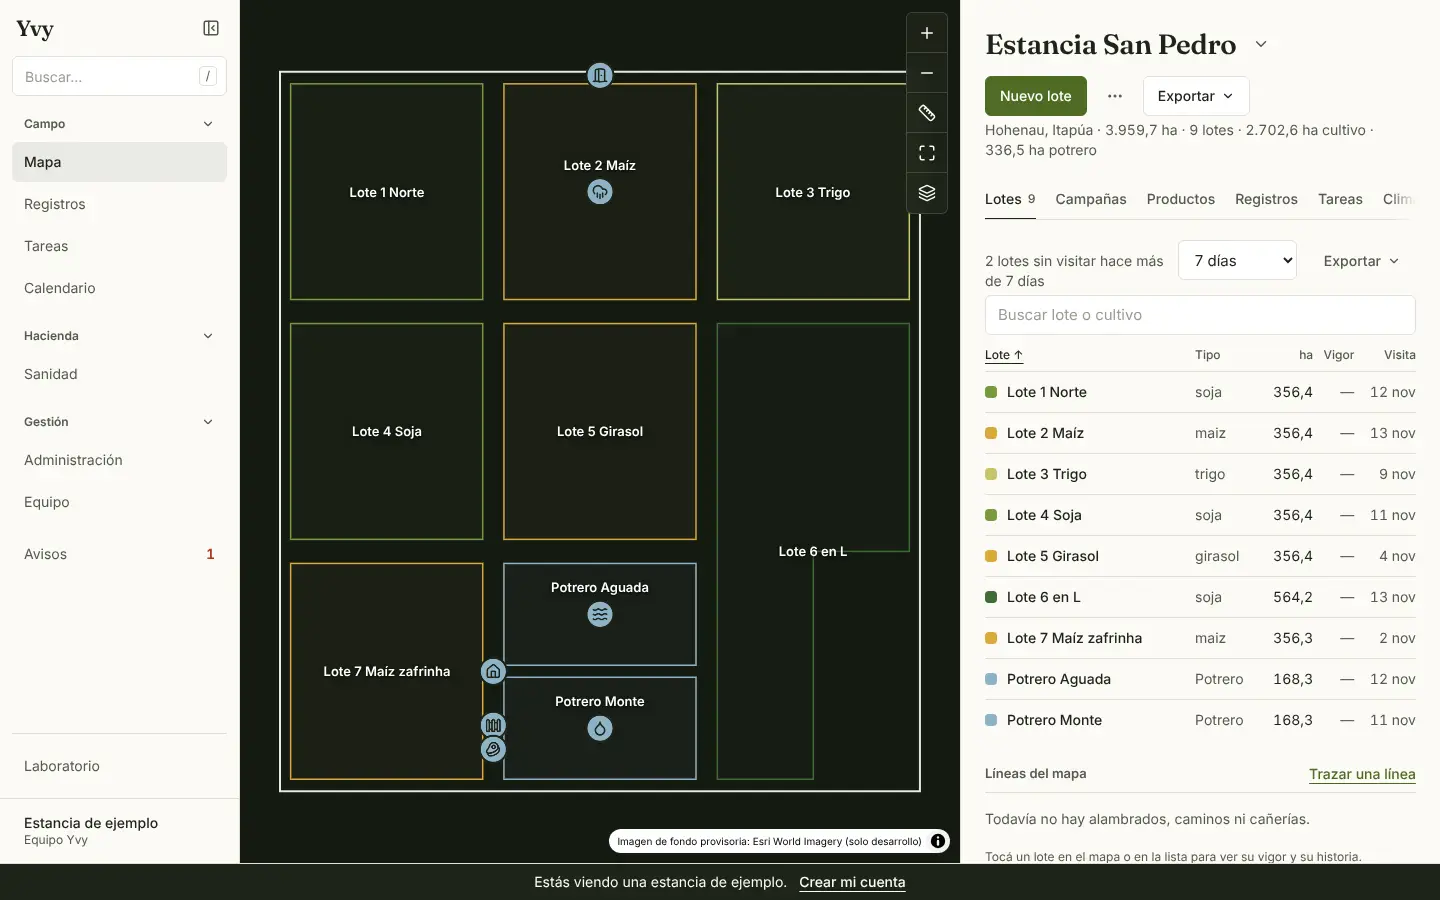 Yvy
Buscar...
/
Campo
Mapa
Registros
Tareas
Calendario
Hacienda
Sanidad
Gestión
Administración
Equipo
Avisos 1
Laboratorio
Estancia de ejemplo
Equipo Yvy
Lote 1 Norte
Lote 2 Maíz
Lote 3 Trigo
Lote 4 Soja
Lote 5 Girasol
Lote 6 en L
Potrero Aguada
Lote 7 Maíz zafrinha
Potrero Monte
Imagen de fondo provisoria: Esri World Imagery (solo desarrollo)
Estancia San Pedro
Nuevo lote
Exportar
Hohenau, Itapúa · 3.959,7 ha · 9 lotes · 2.702,6 ha cultivo ·
336,5 ha potrero
Lotes 9 Campañas Productos Registros Tareas Clim
2 lotes sin visitar hace más
de 7 días
7 días
Exportar
Buscar lote o cultivo
Lote ↑ Tipo ha Vigor Visita
Lote 1 Norte soja 356,4 — 12 nov
Lote 2 Maíz maiz 356,4 — 13 nov
Lote 3 Trigo trigo 356,4 — 9 nov
Lote 4 Soja soja 356,4 — 11 nov
Lote 5 Girasol girasol 356,4 — 4 nov
Lote 6 en L soja 564,2 — 13 nov
Lote 7 Maíz zafrinha maiz 356,3 — 2 nov
Potrero Aguada Potrero 168,3 — 12 nov
Potrero Monte Potrero 168,3 — 11 nov
Líneas del mapa Trazar una línea
Todavía no hay alambrados, caminos ni cañerías.
Tocá un lote en el mapa o en la lista para ver su vigor y su historia.
Estás viendo una estancia de ejemplo. Crear mi cuenta